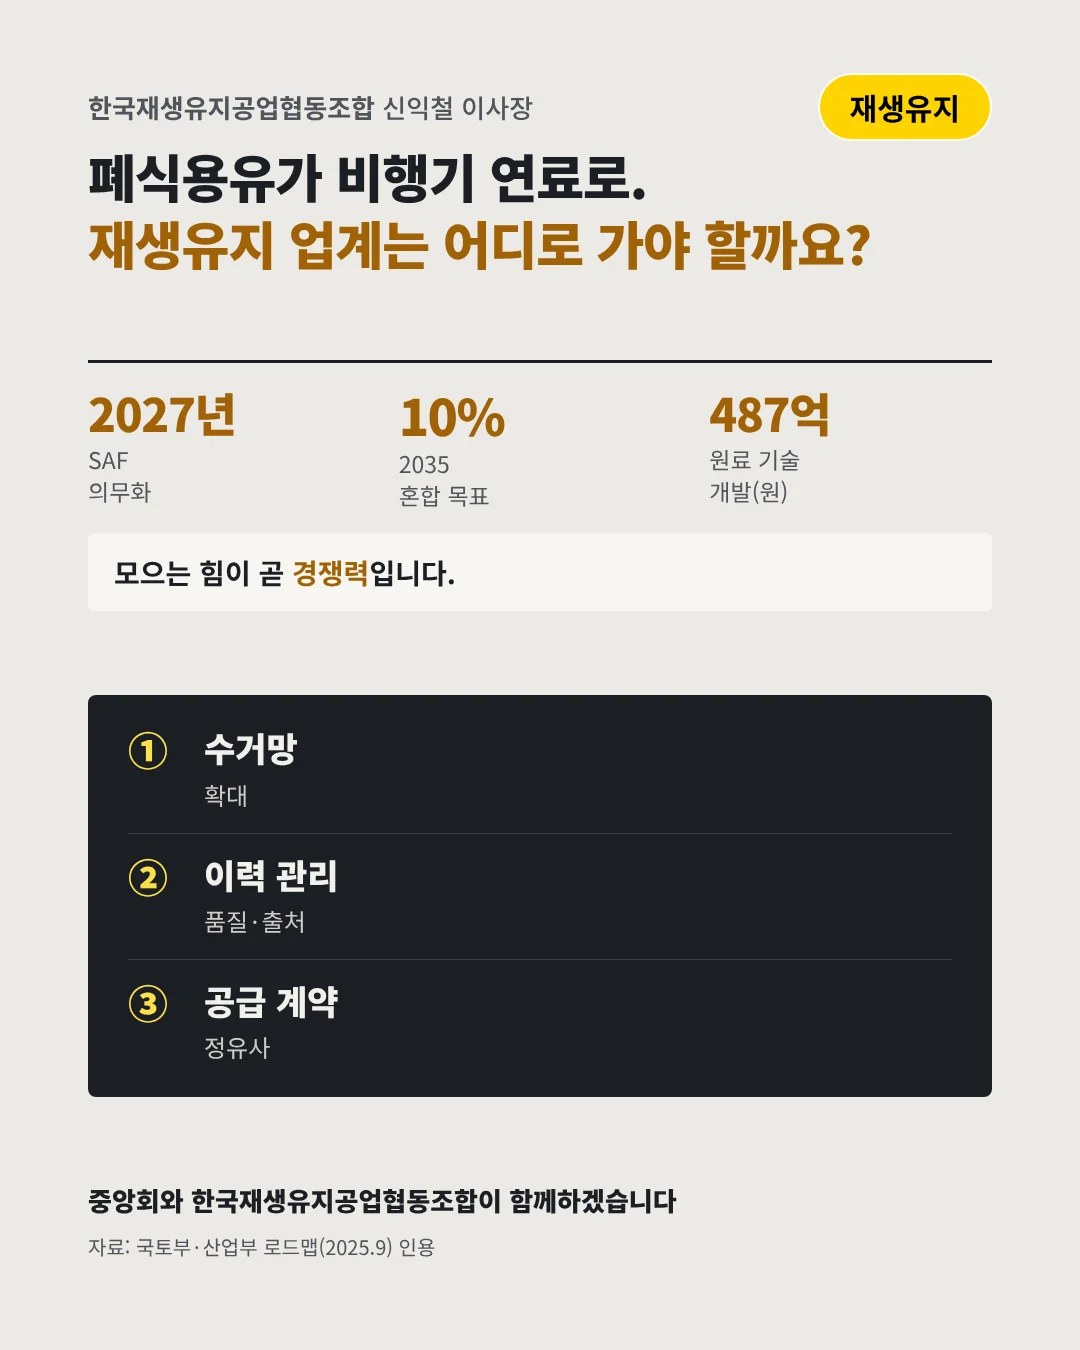 한국재생유지공업협동조합 신익철 이사장
재생유지
폐식용유가 비행기 연료로.
재생유지 업계는 어디로 가야 할까요?
2027년
SAF
의무화
10%
2035
혼합 목표
487억
원료 기술
개발(원)
모으는 힘이 곧 경쟁력입니다.
① 수거망
확대
② 이력 관리
품질·출처
③ 공급 계약
정유사
중앙회와 한국재생유지공업협동조합이 함께하겠습니다
자료: 국토부·산업부 로드맵(2025.9) 인용